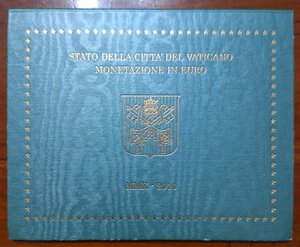 STATO DELLA CITTA' DEL VATICANO
MONETAZIONE IN EURO
MMX - 2010